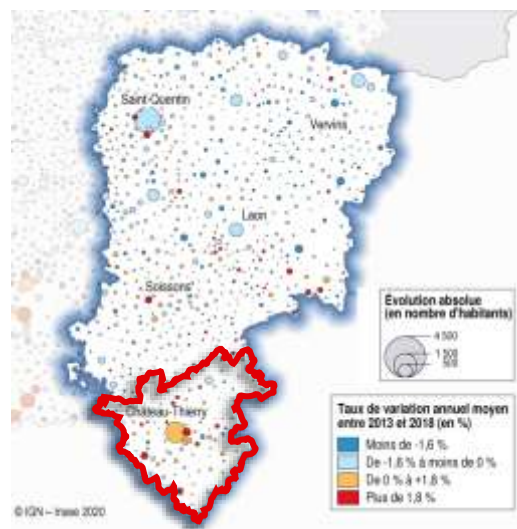 Saint-Quentin
Vervins
Laon
Soissons
Château-Thierry
Évolution absolue
(en nombre d'habitants)
4 500
1 500
500
Taux de variation annuel moyen
entre 2013 et 2018 (en %)
Moins de -1,6 %
De -1,6 % à moins de 0 %
De 0 % à +1,8 %
Plus de 1,8 %
© IGN – Insee 2020